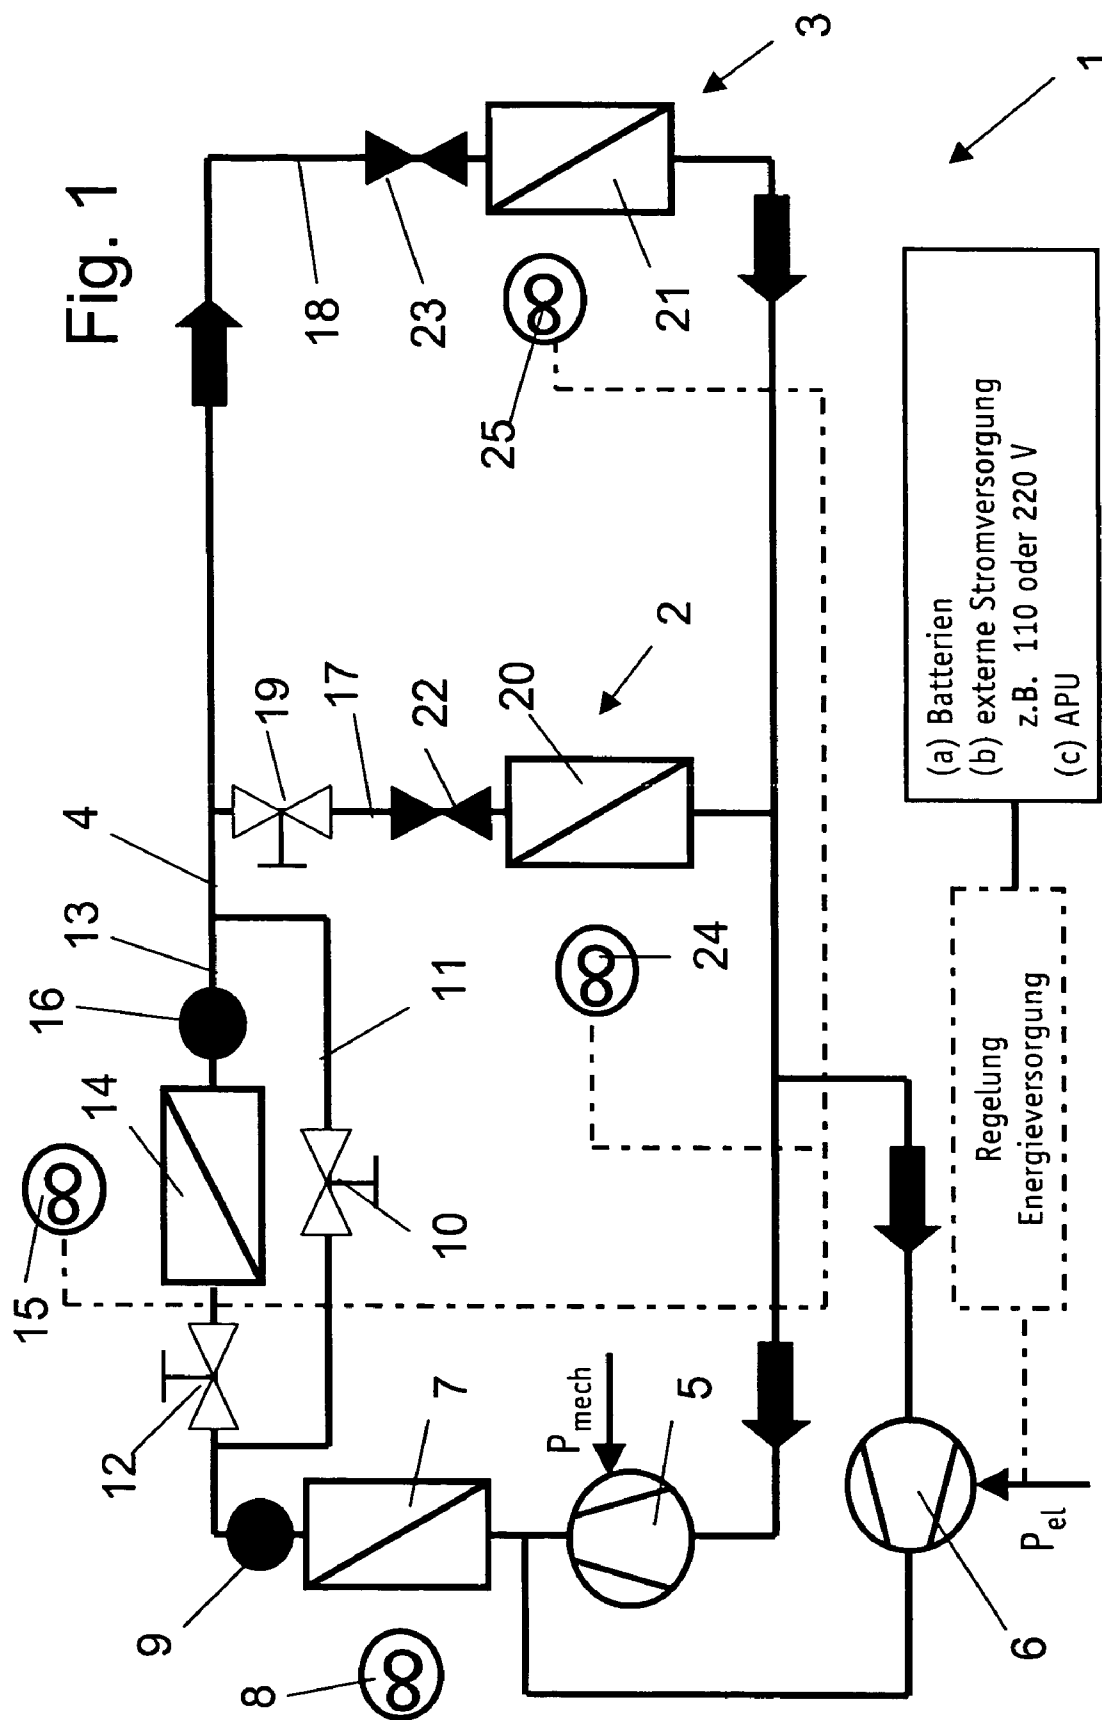 Fig. 1
15
12
14
16
13
4
18
3
1
9
8
7
10
11
19
17
22
23
25
21
20
2
24
P mech
5
6
P el
Regelung
Energieversorgung
(a) Batterien
(b) externe Stromversorgung
z.B. 110 oder 220 V
(c) APU